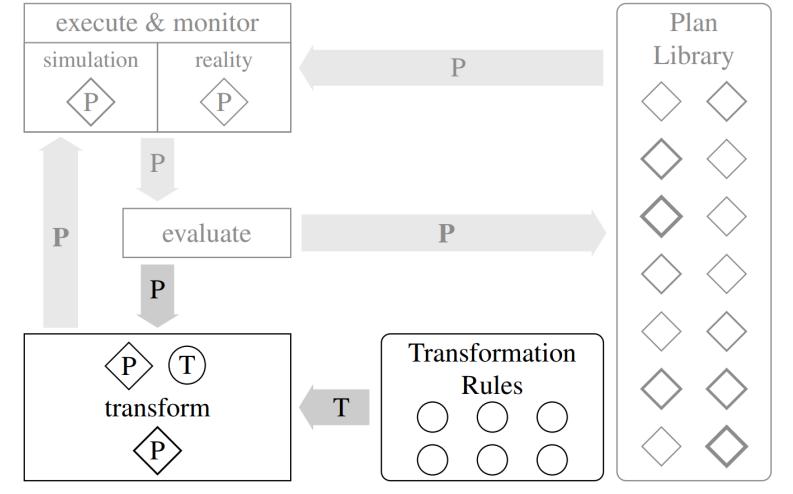 execute & monitor
simulation
reality
P
P
P
Plan
Library
P
P
evaluate
P
P
P
T
transform
P
T
Transformation
Rules